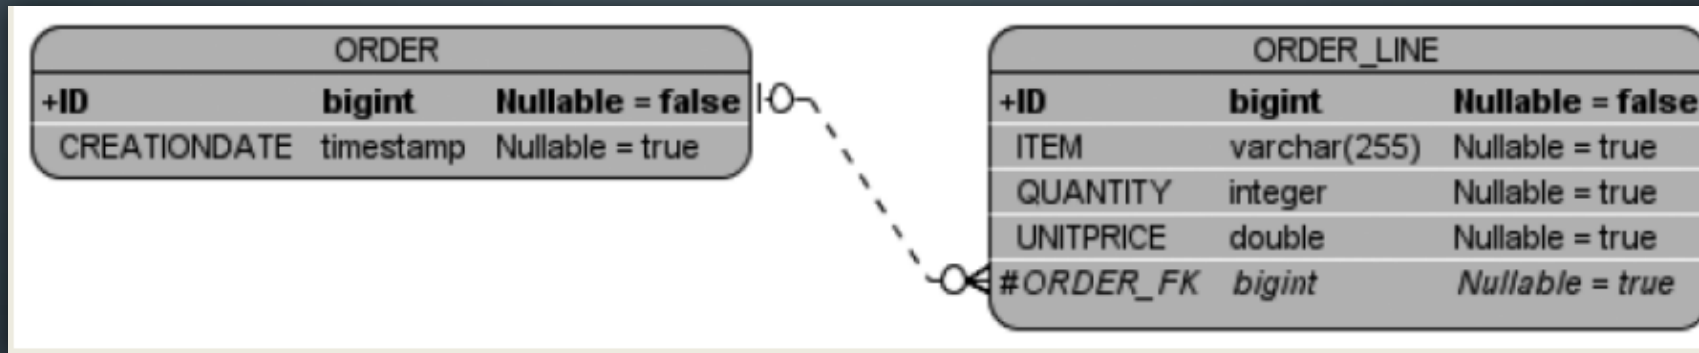 ORDER
+ID bigint Nullable = false
CREATIONDATE timestamp Nullable = true
ORDER_LINE
+ID bigint Nullable = false
ITEM varchar(255) Nullable = true
QUANTITY integer Nullable = true
UNITPRICE double Nullable = true
#ORDER_FK bigint Nullable = true